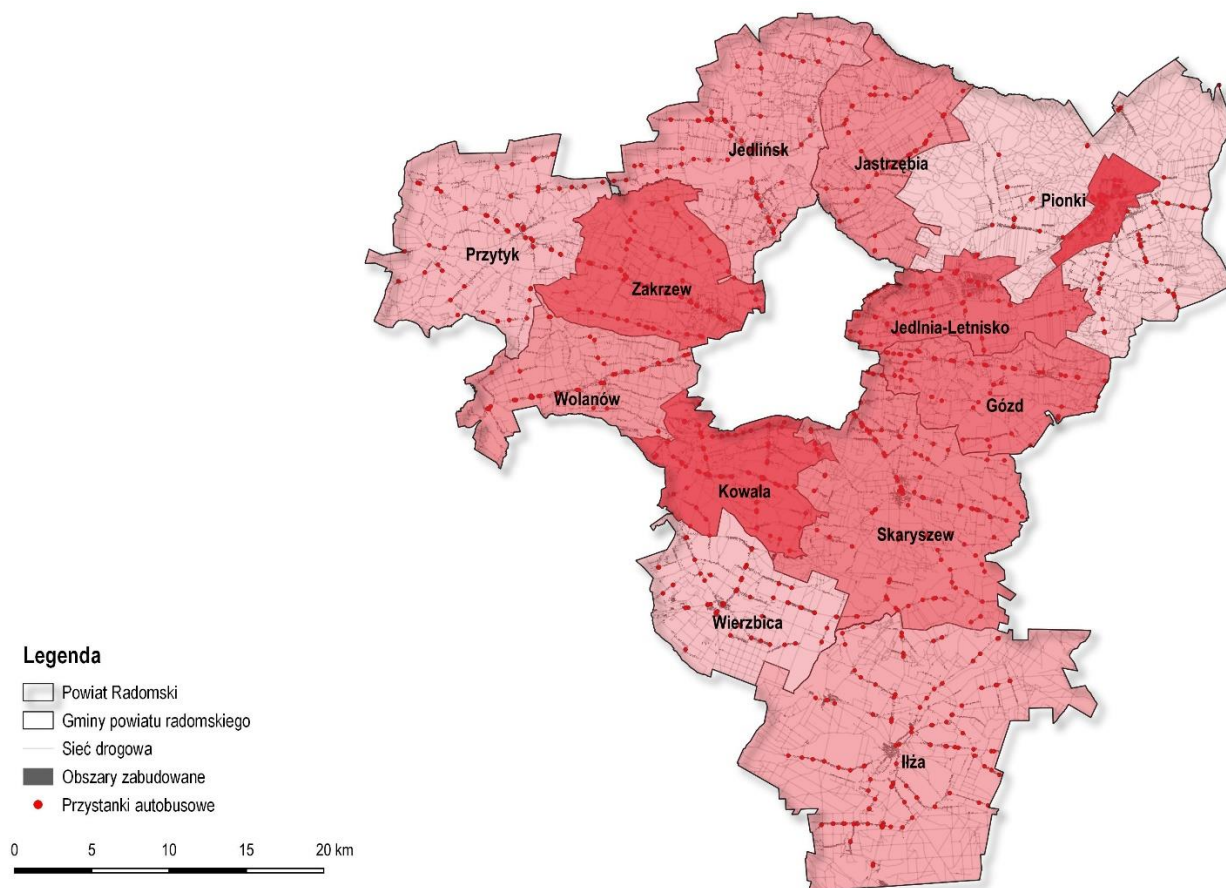 Jedlińsk
Jastrzębia
Pionki
Przytyk
Zakrzew
Jedlnia-Letnisko
Wolanów
Gózd
Kowala
Skaryszew
Wierzbica
Iłża
Legenda
Powiat Radomski
Gminy powiatu radomskiego
Sieć drogowa
Obszary zabudowane
Przystanki autobusowe
0 5 10 15 20 km